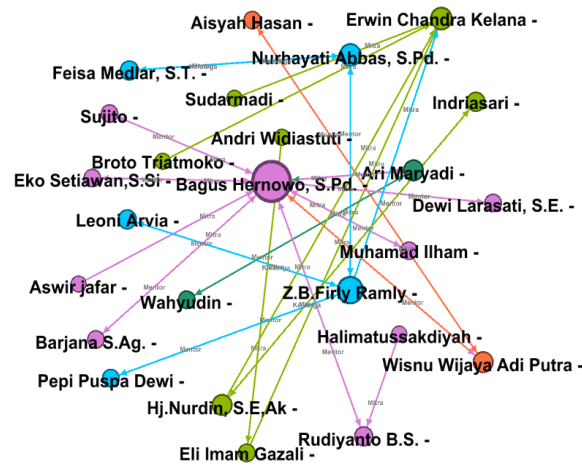 Aisyah Hasan -
Erwin Chandra Kelana -
Nurhayati Abbas, S.Pd. -
Feisa Medlar, S.T. -
Sudarmadi -
Indriasari -
Sujito -
Andri Widiastuti -
Broto Triatmoko -
Ari Maryadi -
Eko Setiawan,S.Si -
Bagus Hernowo, S.Pd. -
Dewi Larasati, S.E. -
Leoni Arvia -
Muhamad Ilham -
Aswir jafar -
Wahyudin -
Z.B.Firly Ramly -
Barjana S.Ag. -
Halimatussakdiyah -
Wisnu Wijaya Adi Putra -
Pepi Puspa Dewi -
Hj.Nurdin, S.E,Ak -
Rudiyanto B.S. -
Eli Imam Gazali -
Mitra
Mentor
Mentor
Mitra
Mentor
Mitra
Mentor
Mitra
Mentor
Mentor
Mitra